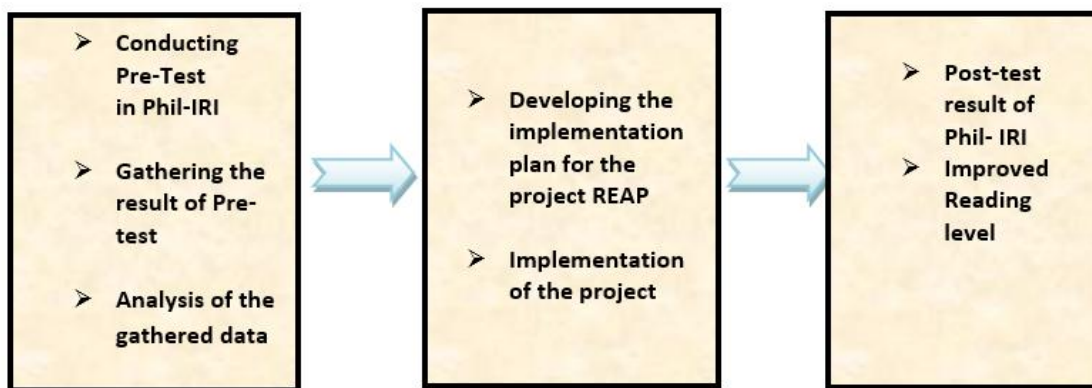 ➢ Conducting
Pre-Test
in Phil-IRI
➢ Gathering the
result of Pre-
test
➢ Analysis of the
gathered data
➢ Developing the
implementation
plan for the
project REAP
➢ Implementation
of the project
➢ Post-test
result of
Phil- IRI
➢ Improved
Reading
level